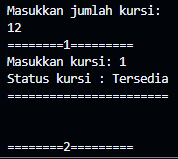 Masukkan jumlah kursi:
12
========1=========
Masukkan kursi: 1
Status kursi : Tersedia
=======================
========2=========